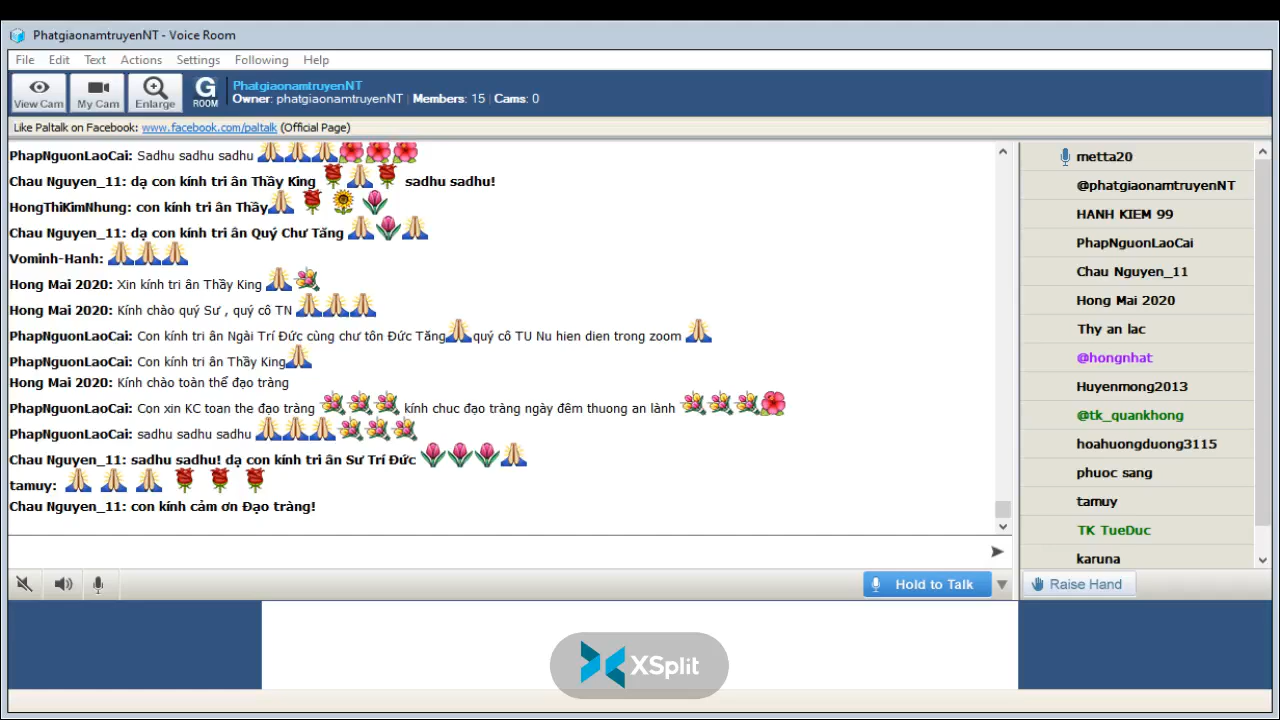 PhatgiaonamtruyenNT - Voice Room
File Edit Text Actions Settings Following Help
View Cam My Cam Enlarge G ROOM
PhatgiaonamtruyenNT
Owner: phatgiaonamtruyenNT | Members: 15 | Cams: 0
Like Paltalk on Facebook: www.facebook.com/paltalk (Official Page)
PhapNguonLaoCai: Sadhu sadhu sadhu
Chau Nguyen_11: dạ con kính tri ân Thầy King sadhu sadhu!
HongThiKimNhung: con kính tri ân Thầy
Chau Nguyen_11: dạ con kính tri ân Quý Chư Tăng
Vominh-Hanh:
Hong Mai 2020: Xin kính tri ân Thầy King
Hong Mai 2020: Kính chào quý Sư , quý cô TN
PhapNguonLaoCai: Con kính tri ân Ngài Trí Đức cùng chư tôn Đức Tăng quý cô TU Nu hien dien trong zoom
PhapNguonLaoCai: Con kính tri ân Thầy King
Hong Mai 2020: Kính chào toàn thể đạo tràng
PhapNguonLaoCai: Con xin KC toan the đạo tràng kính chuc đạo tràng ngày đêm thuong an lành
PhapNguonLaoCai: sadhu sadhu sadhu
Chau Nguyen_11: sadhu sadhu! dạ con kính tri ân Sư Trí Đức
tamuy:
Chau Nguyen_11: con kính cảm ơn Đạo tràng!
metta20
@phatgiaonamtruyenNT
HANH KIEM 99
PhapNguonLaoCai
Chau Nguyen_11
Hong Mai 2020
Thy an lac
@hongnhat
Huyenmong2013
@tk_quankhong
hoahuongduong3115
phuoc sang
tamuy
TK TueDuc
karuna
Hold to Talk
Raise Hand
XSplit